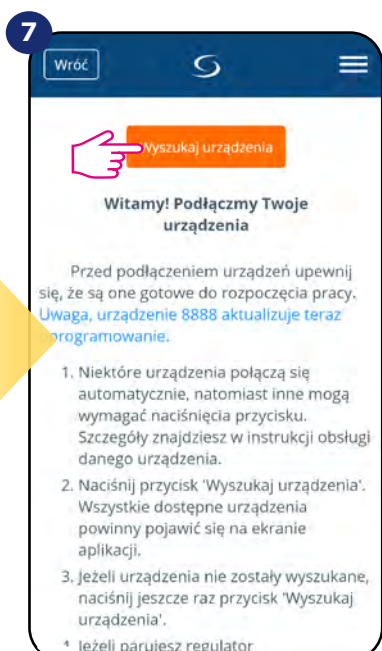 7
Wróć
Wyszukaj urządzenia
Witamy! Podłączmy Twoje
urządzenia
Przed podłączeniem urządzeń upewnij
się, że są one gotowe do rozpoczęcia pracy.
Uwaga, urządzenie 8888 aktualizuje teraz
oprogramowanie.
1. Niektóre urządzenia połączą się
automatycznie, natomiast inne mogą
wymagać naciśnięcia przycisku.
Szczegóły znajdziesz w instrukcji obsługi
danego urządzenia.
2. Naciśnij przycisk 'Wyszukaj urządzenia'.
Wszystkie dostępne urządzenia
powinny pojawić się na ekranie
aplikacji.
3. Jeżeli urządzenia nie zostały wyszukane,
naciśnij jeszcze raz przycisk 'Wyszukaj
urządzenia'.
4. Jeżeli parujesz regulator